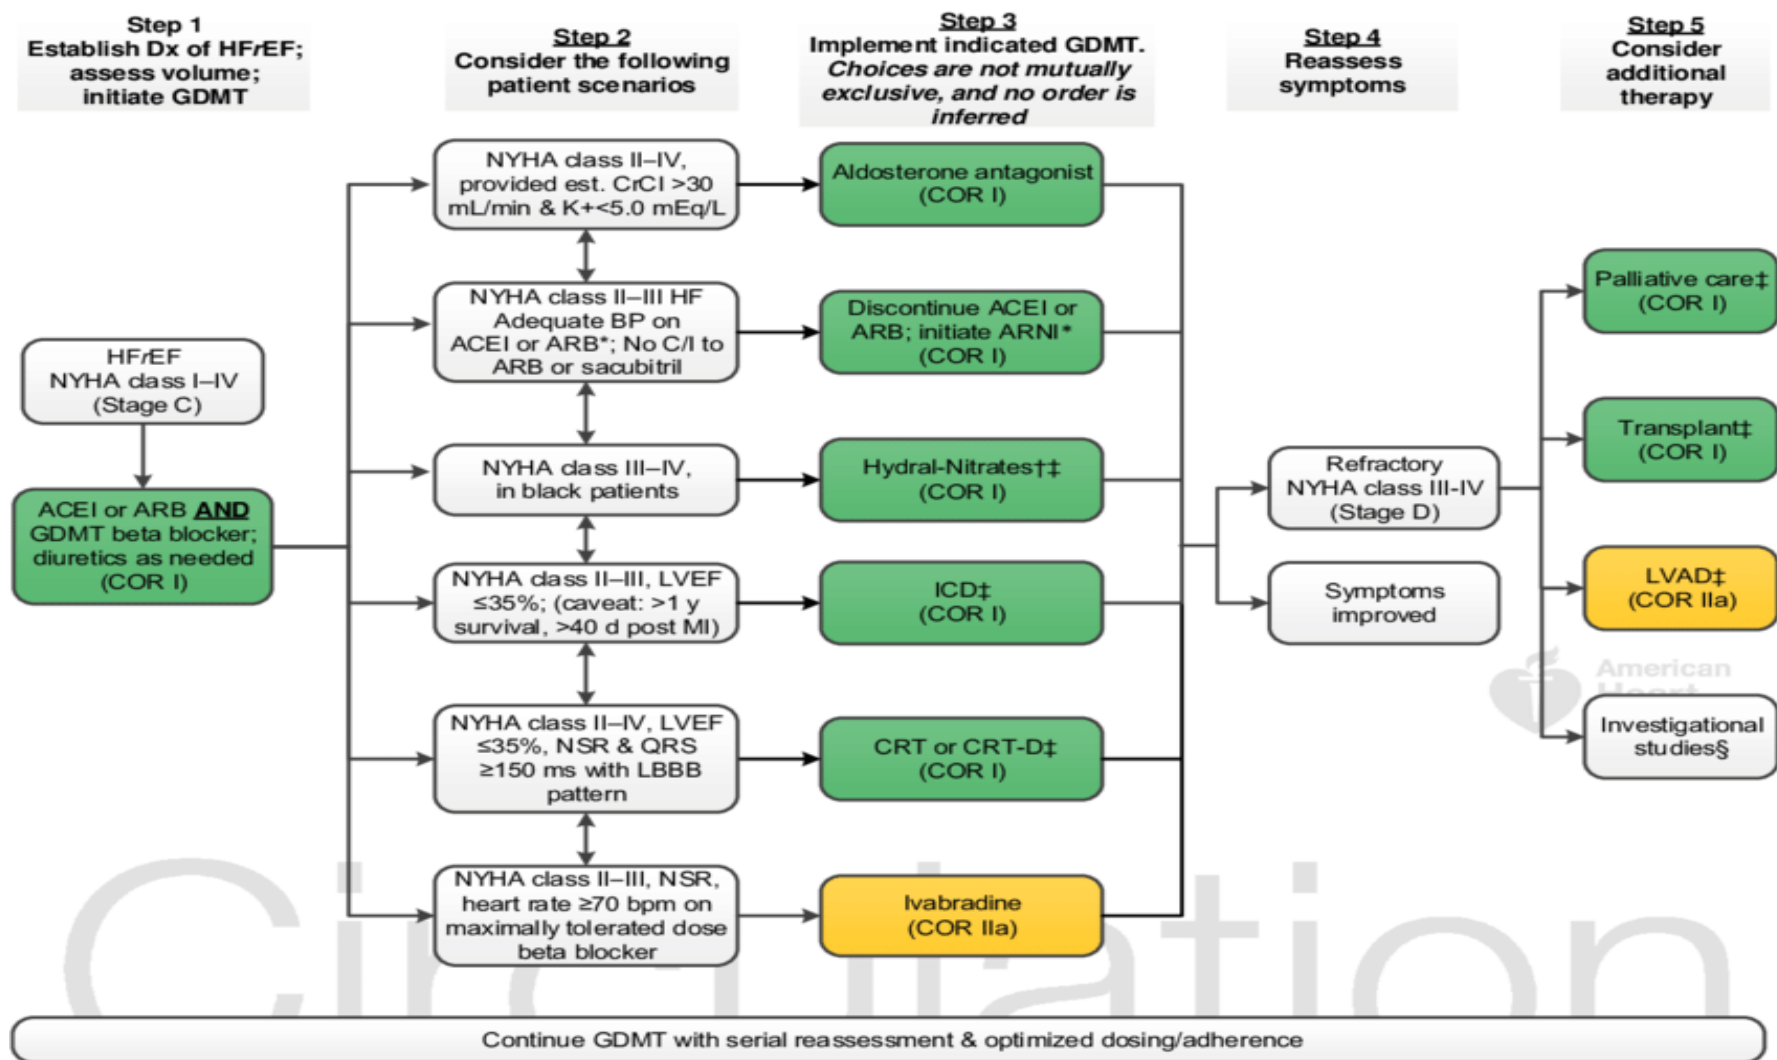 Step 1
Establish Dx of HFrEF;
assess volume;
initiate GDMT
Step 2
Consider the following
patient scenarios
Step 3
Implement indicated GDMT.
Choices are not mutually
exclusive, and no order is
inferred
Step 4
Reassess
symptoms
Step 5
Consider
additional
therapy
HFrEF
NYHA class I–IV
(Stage C)
ACEI or ARB AND
GDMT beta blocker;
diuretics as needed
(COR I)
NYHA class II–IV,
provided est. CrCl >30
mL/min & K+<5.0 mEq/L
NYHA class II–III HF
Adequate BP on
ACEI or ARB*; No C/I to
ARB or sacubitril
NYHA class III–IV,
in black patients
NYHA class II–III, LVEF
≤35%; (caveat: >1 y
survival, >40 d post MI)
NYHA class II–IV, LVEF
≤35%, NSR & QRS
≥150 ms with LBBB
pattern
NYHA class II–III, NSR,
heart rate ≥70 bpm on
maximally tolerated dose
beta blocker
Aldosterone antagonist
(COR I)
Discontinue ACEI or
ARB; initiate ARNI*
(COR I)
Hydral-Nitrates†‡
(COR I)
ICD‡
(COR I)
CRT or CRT-D‡
(COR I)
Ivabradine
(COR IIa)
Refractory
NYHA class III-IV
(Stage D)
Symptoms
improved
Palliative care‡
(COR I)
Transplant‡
(COR I)
LVAD‡
(COR IIa)
Investigational
studies§
American
Heart
Circulation
Continue GDMT with serial reassessment & optimized dosing/adherence